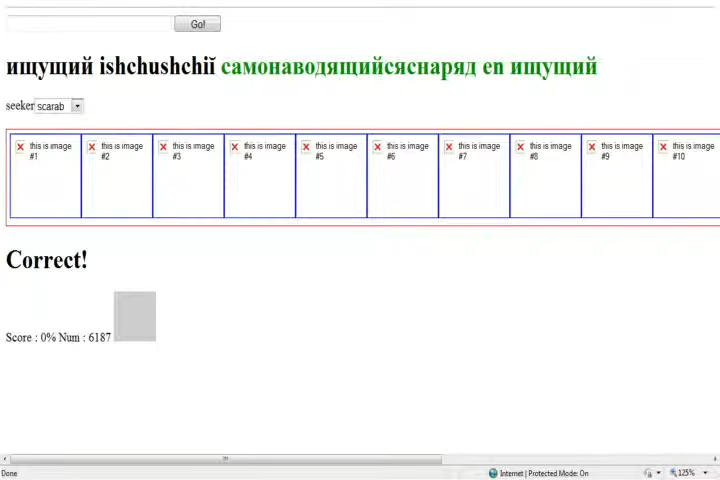 Go!
ищущий ishchushchiĭ самонаводящийсяснаряд en ищущий
seeker scarab
this is image #1 this is image #2 this is image #3 this is image #4 this is image #5 this is image #6 this is image #7 this is image #8 this is image #9 this is image #10
Correct!
Score : 0% Num : 6187
Done Internet | Protected Mode: On 125%